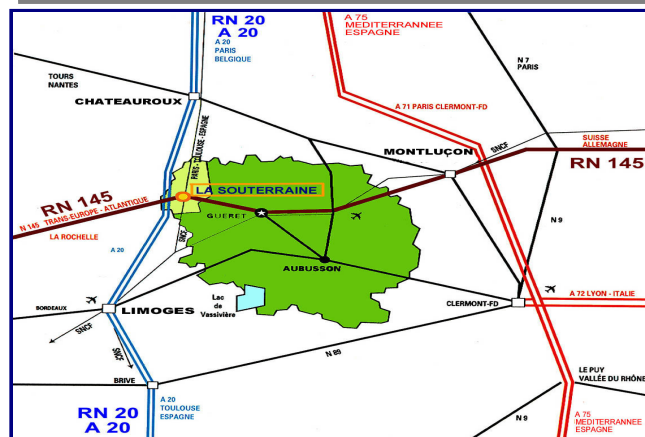 RN 20
A 20
A 20
PARIS
BELGIQUE
A 75
MEDITERRANNEE
ESPAGNE
N 7
PARIS
TOURS
NANTES
CHATEAUROUX
A 71 PARIS CLERMONT-FD
PARIS - TOULOUSE - ESPAGNE
SNCF
SUISSE
ALLEMAGNE
MONTLUÇON
RN 145
RN 145
LA SOUTERRAINE
N 145 TRANS-EUROPE-ATLANTIQUE
GUERET
LA ROCHELLE
SNCF
N 9
A 20
AUBUSSON
Lac
de
Vassivière
BORDEAUX
LIMOGES
CLERMONT-FD
A 72 LYON - ITALIE
SNCF
SNCF
N 89
BRIVE
LE PUY
VALLÉE DU RHÔNE
RN 20
A 20
A 20
TOULOUSE
ESPAGNE
N 9
A 75
MEDITERRANNEE
ESPAGNE